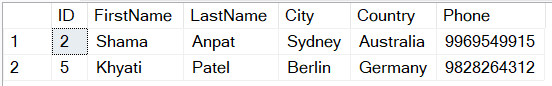 ID FirstName LastName City Country Phone
1 2 Shama Anpat Sydney Australia 9969549915
2 5 Khyati Patel Berlin Germany 9828264312